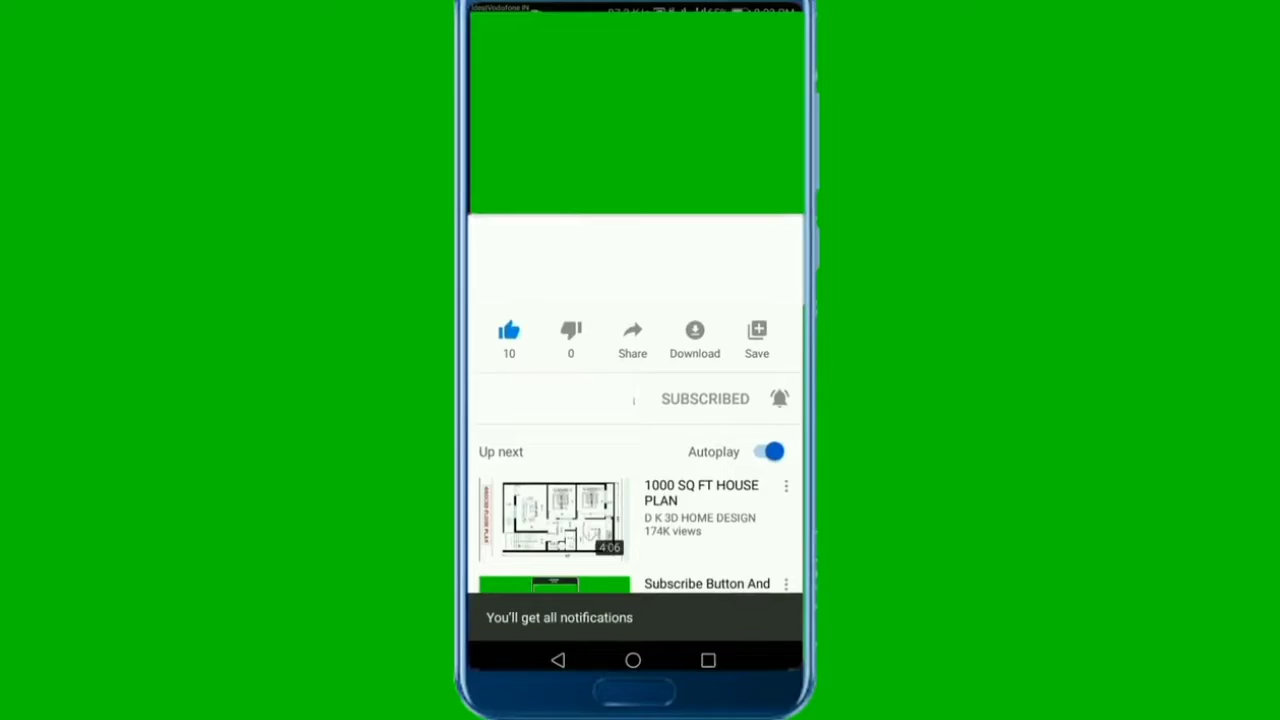 10
0
Share
Download
Save
SUBSCRIBED
Up next
Autoplay
1000 SQ FT HOUSE
PLAN
D K 3D HOME DESIGN
174K views
4:06
Subscribe Button And
You'll get all notifications